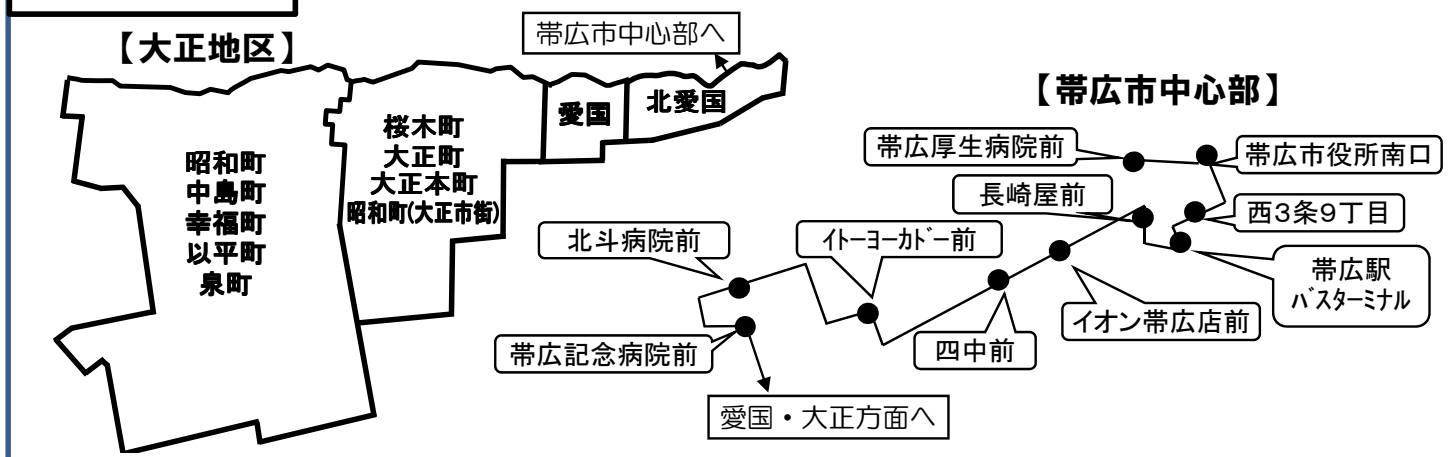 【大正地区】
帯広市中心部へ
愛国
北愛国
桜木町
大正町
大正本町
昭和町(大正市街)
昭和町
中島町
幸福町
以平町
泉町
【帯広市中心部】
帯広厚生病院前
帯広市役所南口
長崎屋前
西3条9丁目
北斗病院前
イトーヨーカドー前
帯広駅
バスターミナル
イオン帯広店前
四中前
帯広記念病院前
愛国・大正方面へ